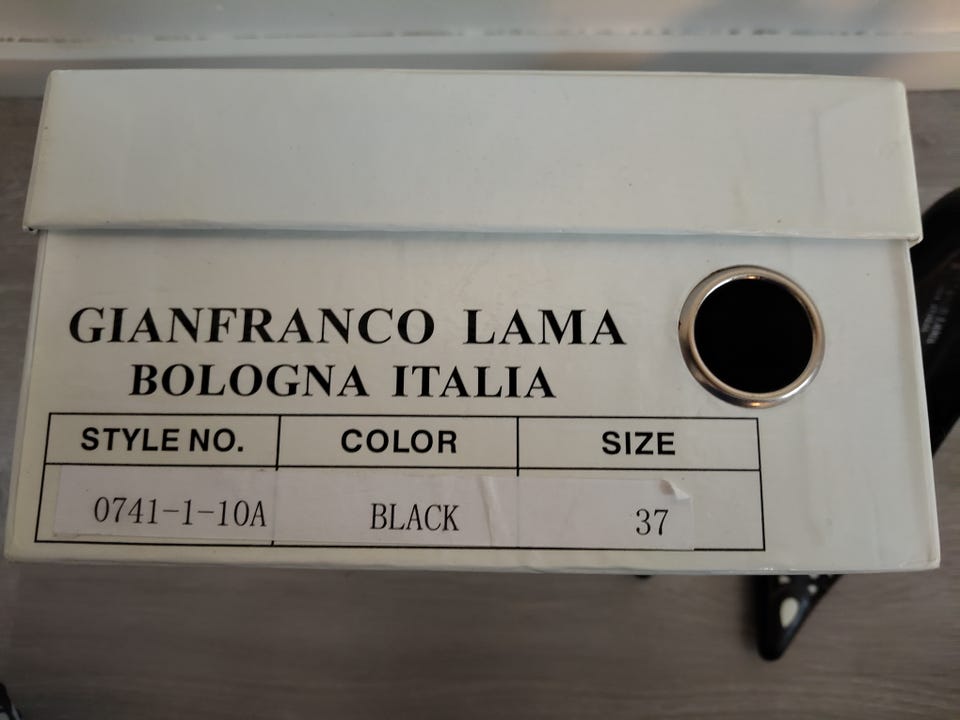 GIANFRANCO LAMA
BOLOGNA ITALIA
STYLE NO. COLOR SIZE
0741-1-10A BLACK 37